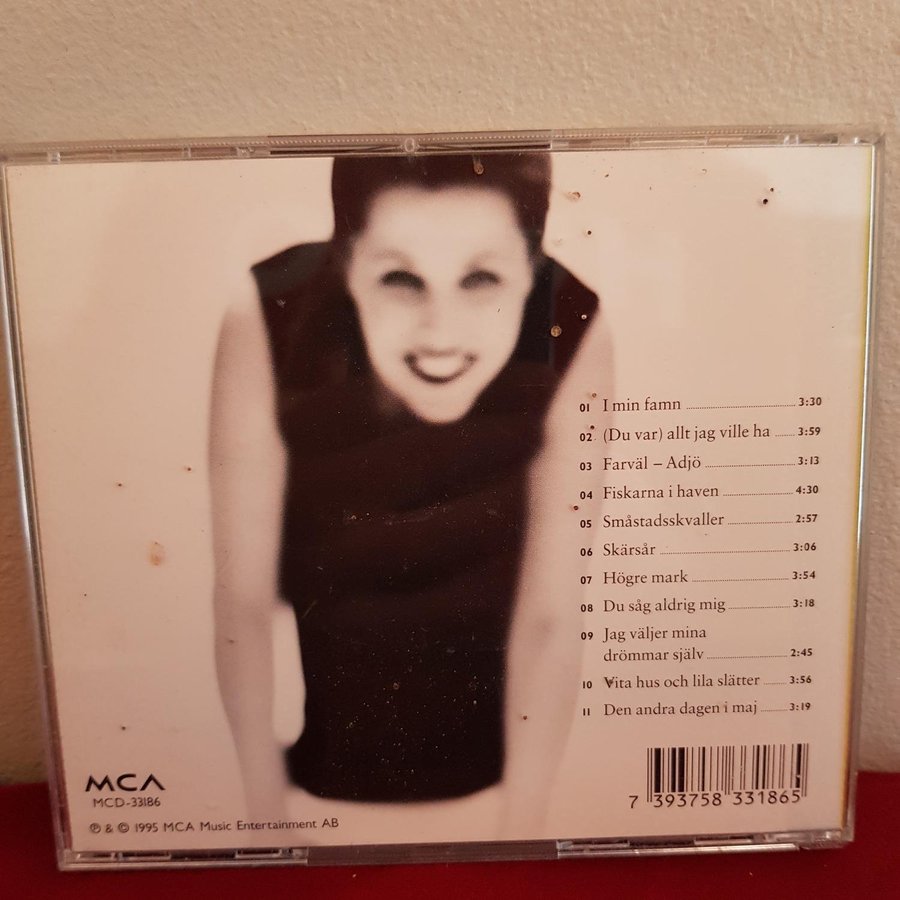 01 I min famn 3:30
02 (Du var) allt jag ville ha 3:59
03 Farväl – Adjö 3:13
04 Fiskarna i haven 4:30
05 Småstadsskvaller 2:57
06 Skärsår 3:06
07 Högre mark 3:54
08 Du såg aldrig mig 3:18
09 Jag väljer mina
drömmar själv 2:45
10 Vita hus och lila slätter 3:56
11 Den andra dagen i maj 3:19
MCA
MCD-33186
℗ & © 1995 MCA Music Entertainment AB
7 393758 331865